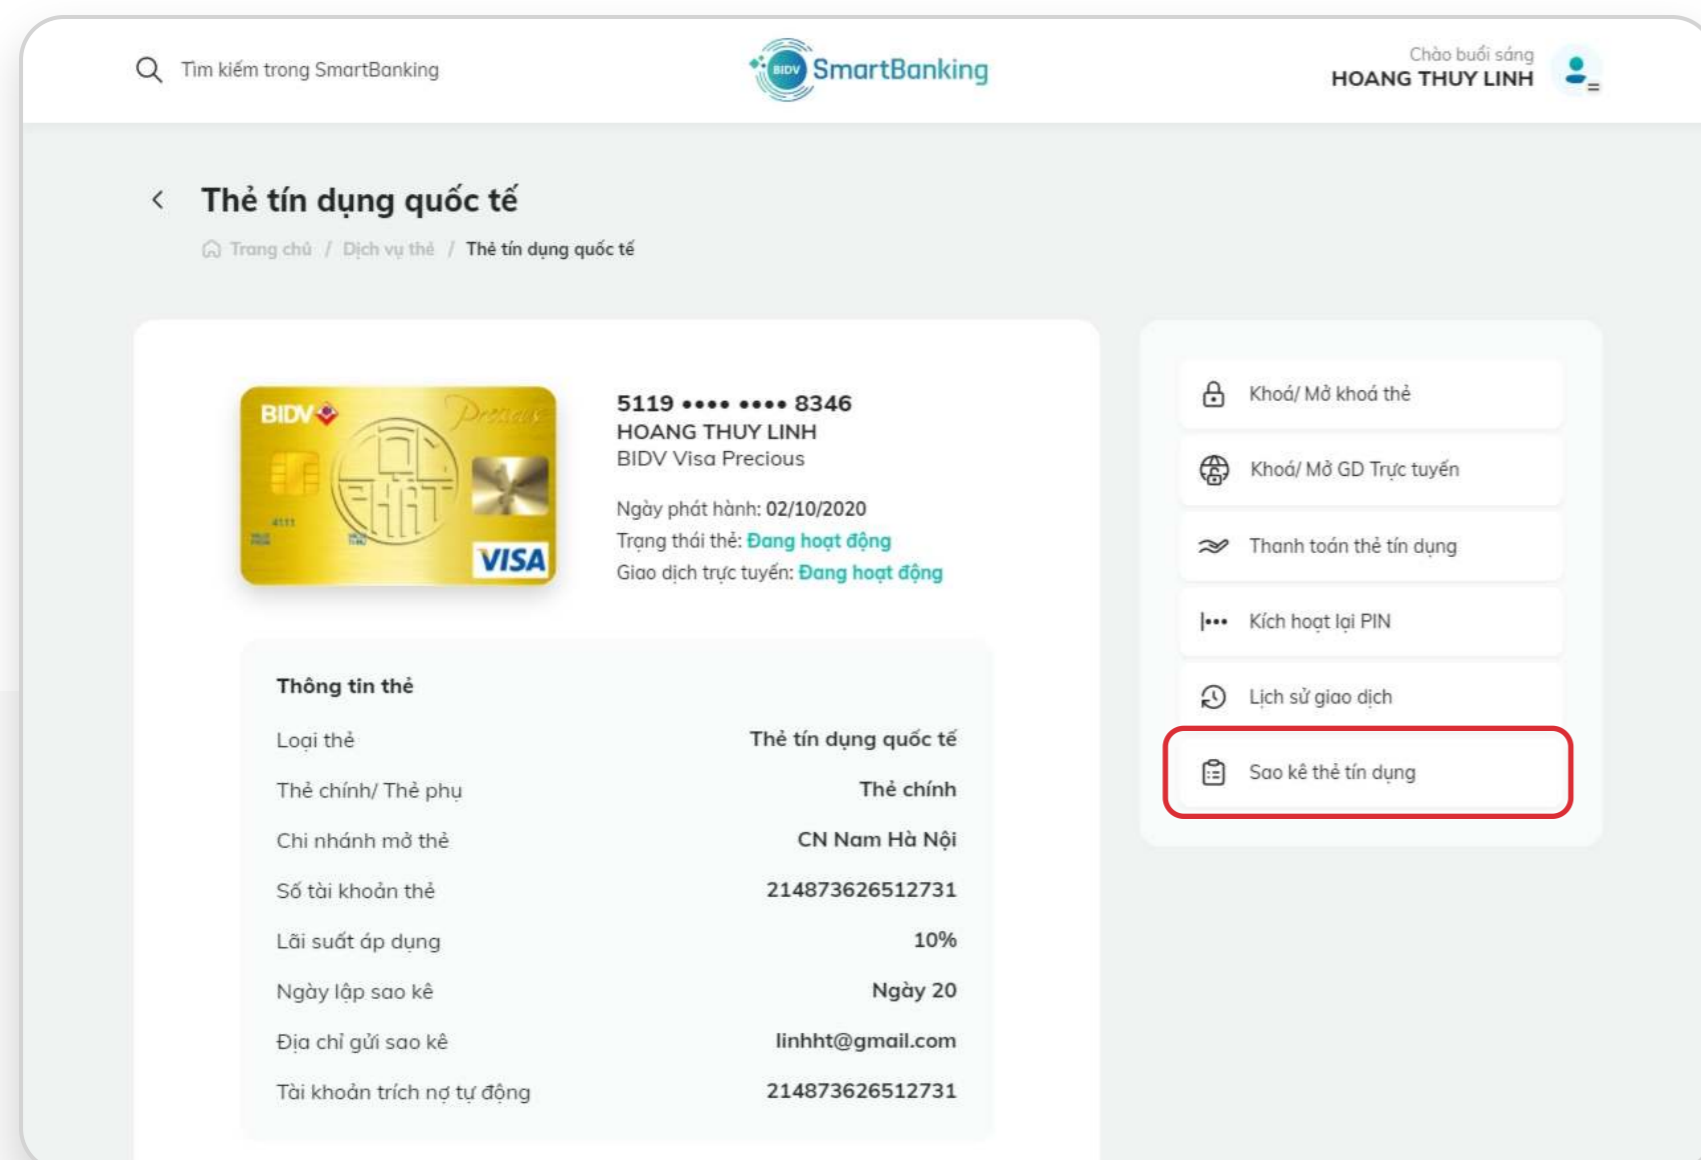 Tìm kiếm trong SmartBanking
BIDV SmartBanking
Chào buổi sáng
HOANG THUY LINH
Thẻ tín dụng quốc tế
Trang chủ / Dịch vụ thẻ / Thẻ tín dụng quốc tế
BIDV
Precious
LỘC
PHÁT
4111
VISA
5119 •••• •••• 8346
HOANG THUY LINH
BIDV Visa Precious
Ngày phát hành: 02/10/2020
Trạng thái thẻ: Đang hoạt động
Giao dịch trực tuyến: Đang hoạt động
Thông tin thẻ
Loại thẻ Thẻ tín dụng quốc tế
Thẻ chính/ Thẻ phụ Thẻ chính
Chi nhánh mở thẻ CN Nam Hà Nội
Số tài khoản thẻ 214873626512731
Lãi suất áp dụng 10%
Ngày lập sao kê Ngày 20
Địa chỉ gửi sao kê linhht@gmail.com
Tài khoản trích nợ tự động 214873626512731
Khoá/ Mở khoá thẻ
Khoá/ Mở GD Trực tuyến
Thanh toán thẻ tín dụng
Kích hoạt lại PIN
Lịch sử giao dịch
Sao kê thẻ tín dụng